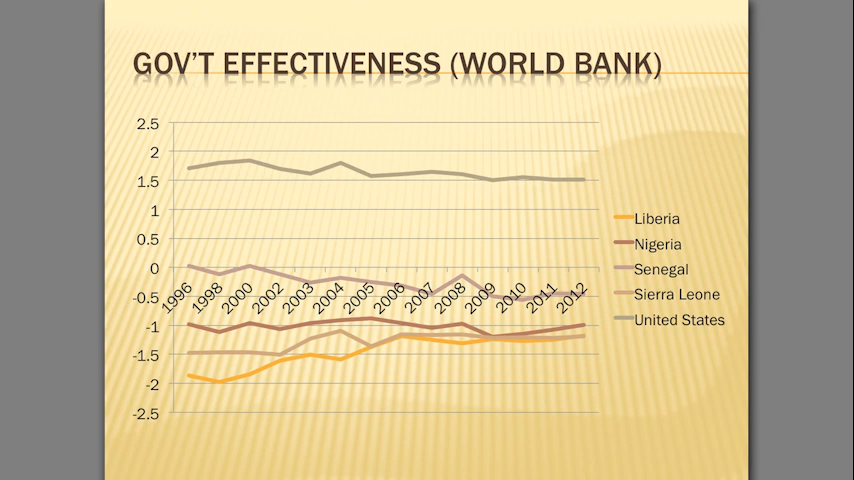 GOV'T EFFECTIVENESS (WORLD BANK)
2.5
2
1.5
1
0.5
0
-0.5
-1
-1.5
-2
-2.5
1996 1998 2000 2002 2003 2004 2005 2006 2007 2008 2009 2010 2011 2012
Liberia
Nigeria
Senegal
Sierra Leone
United States